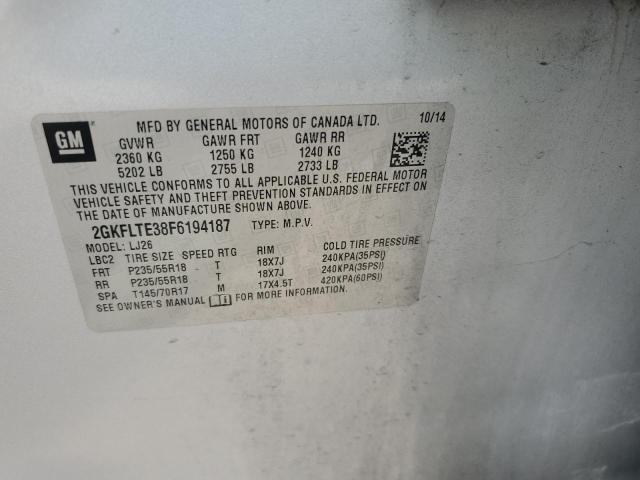 GM
MFD BY GENERAL MOTORS OF CANADA LTD. 10/14
GVWR GAWR FRT GAWR RR
2360 KG 1250 KG 1240 KG
5202 LB 2755 LB 2733 LB
THIS VEHICLE CONFORMS TO ALL APPLICABLE U.S. FEDERAL MOTOR
VEHICLE SAFETY AND THEFT PREVENTION STANDARDS IN EFFECT ON
THE DATE OF MANUFACTURE SHOWN ABOVE.
2GKFLTE38F6194187 TYPE: M.P.V.
MODEL: LJ26
LBC2 TIRE SIZE SPEED RTG RIM COLD TIRE PRESSURE
FRT P235/55R18 T 18X7J 240KPA(35PSI)
RR P235/55R18 T 18X7J 240KPA(35PSI)
SPA T145/70R17 M 17X4.5T 420KPA(60PSI)
SEE OWNER'S MANUAL FOR MORE INFORMATION.